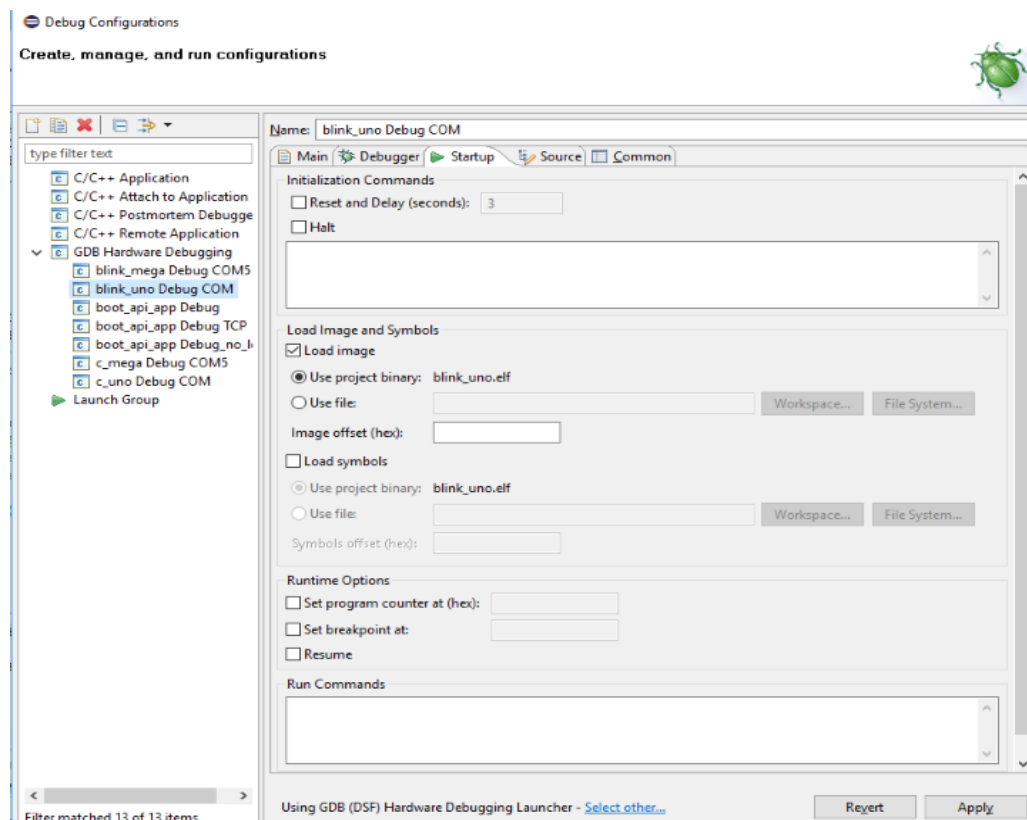 Debug Configurations
Create, manage, and run configurations
type filter text
C/C++ Application
C/C++ Attach to Application
C/C++ Postmortem Debugge
C/C++ Remote Application
GDB Hardware Debugging
blink_mega Debug COM5
blink_uno Debug COM
boot_api_app Debug
boot_api_app Debug TCP
boot_api_app Debug_no_l
c_mega Debug COM5
c_uno Debug COM
Launch Group
Filter matched 13 of 13 items
Name: blink_uno Debug COM
Main Debugger Startup Source Common
Initialization Commands
Reset and Delay (seconds): 3
Halt
Load Image and Symbols
Load image
Use project binary: blink_uno.elf
Use file: Workspace... File System...
Image offset (hex):
Load symbols
Use project binary: blink_uno.elf
Use file: Workspace... File System...
Symbols offset (hex):
Runtime Options
Set program counter at (hex):
Set breakpoint at:
Resume
Run Commands
Using GDB (DSF) Hardware Debugging Launcher - Select other...
Revert Apply